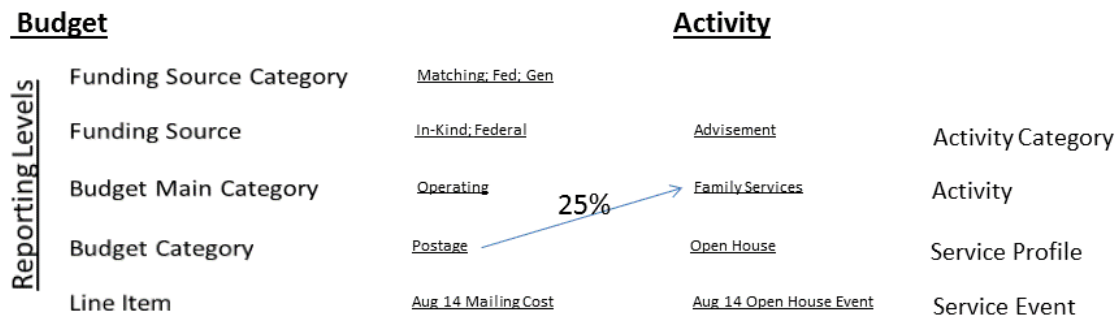 Budget Activity
Reporting Levels
Funding Source Category Matching; Fed; Gen
Funding Source In-Kind; Federal Advisement Activity Category
Budget Main Category Operating Family Services Activity
25%
Budget Category Postage Open House Service Profile
Line Item Aug 14 Mailing Cost Aug 14 Open House Event Service Event